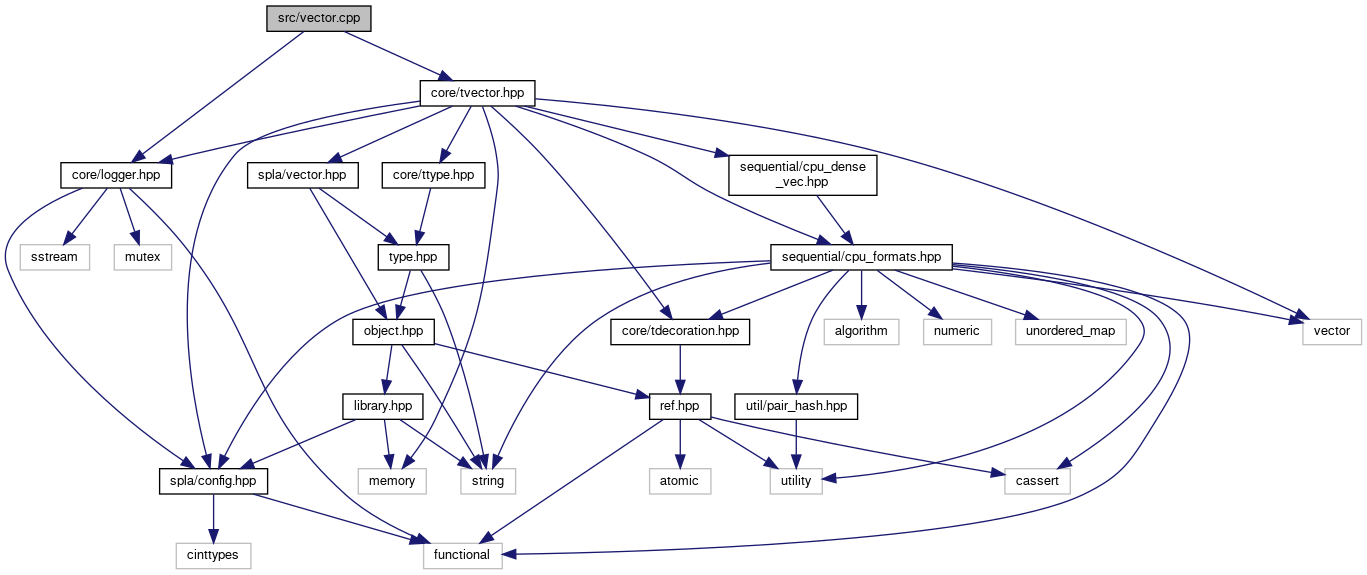 src/vector.cpp
core/tvector.hpp
core/logger.hpp
spla/vector.hpp
core/ttype.hpp
sequential/cpu_dense
_vec.hpp
sstream
mutex
type.hpp
sequential/cpu_formats.hpp
object.hpp
core/tdecoration.hpp
algorithm
numeric
unordered_map
vector
library.hpp
ref.hpp
util/pair_hash.hpp
spla/config.hpp
memory
string
atomic
utility
cassert
cinttypes
functional